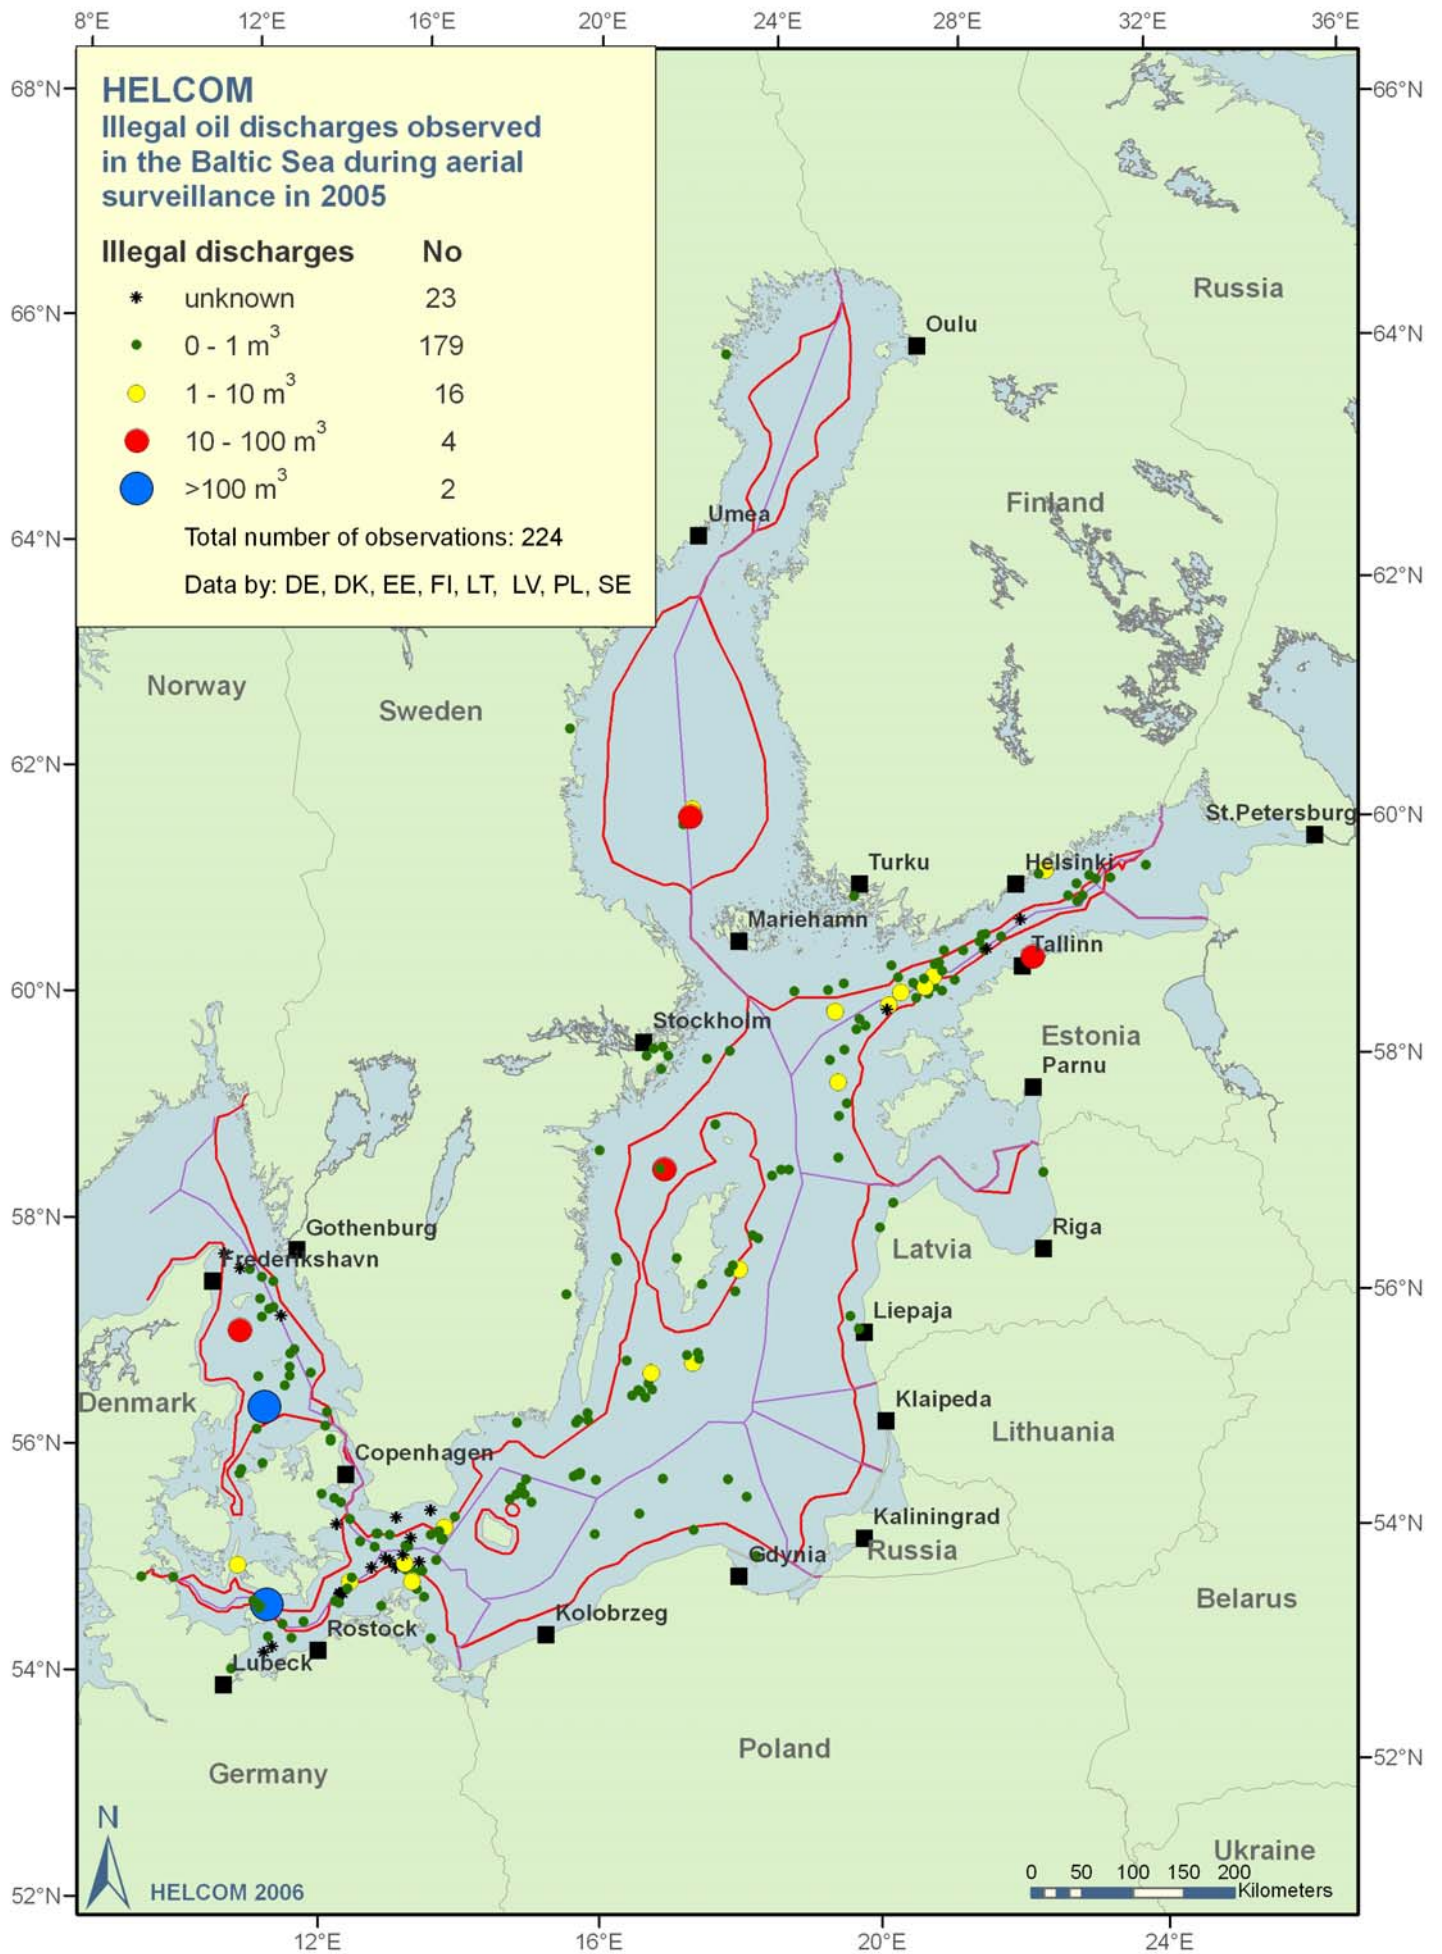 8°E 12°E 16°E 20°E 24°E 28°E 32°E 36°E
HELCOM
Illegal oil discharges observed
in the Baltic Sea during aerial
surveillance in 2005
Illegal discharges No
unknown 23
0 - 1 m³ 179
1 - 10 m³ 16
10 - 100 m³ 4
>100 m³ 2
Total number of observations: 224
Data by: DE, DK, EE, FI, LT, LV, PL, SE
68°N
66°N
Russia
66°N
Oulu
64°N
Finland
Umea
64°N
62°N
Norway
Sweden
62°N
St.Petersburg
60°N
Turku
Helsinki
Mariehamn
Tallinn
60°N
Stockholm
Estonia
58°N
Parnu
58°N
Gothenburg
Riga
Latvia
Frederikshavn
56°N
Liepaja
Denmark
Klaipeda
Lithuania
56°N
Copenhagen
Kaliningrad
54°N
Russia
Gdynia
Belarus
Kolobrzeg
Rostock
Lubeck
54°N
Poland
52°N
Germany
N
Ukraine
0 50 100 150 200
Kilometers
HELCOM 2006
52°N
12°E 16°E 20°E 24°E